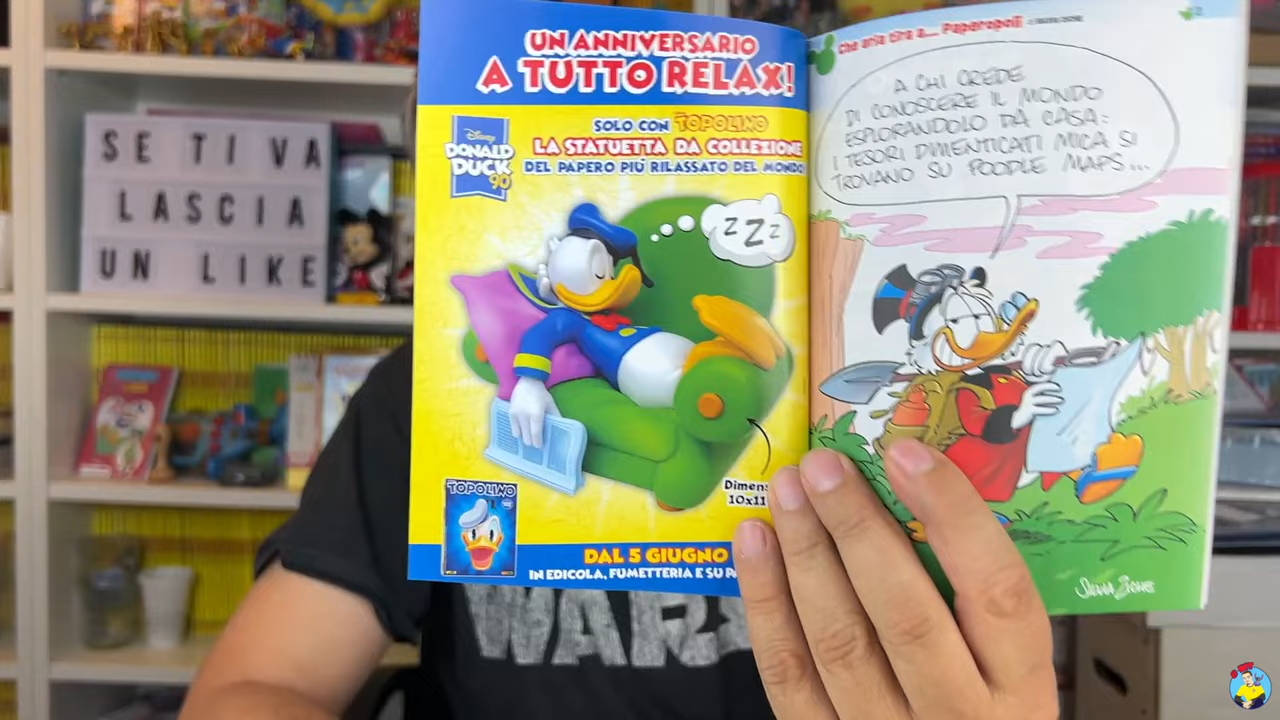 SE TI VA
LASCIA
UN LIKE
UN ANNIVERSARIO
A TUTTO RELAX!
Disney
DONALD
DUCK
90
SOLO CON TOPOLINO
LA STATUETTA DA COLLEZIONE
DEL PAPERO PIÙ RILASSATO DEL MONDO
Z Z Z
TOPOLINO
DAL 5 GIUGNO
IN EDICOLA, FUMETTERIA E SU
10x11
Che aria tira a... Paperopoli
A CHI CREDE
DI CONOSCERE IL MONDO
ESPLORANDOLO DA CASA:
I TESORI DIMENTICATI MICA SI
TROVANO SU POODLE MAPS...
SILVIA ZICHE
WARS